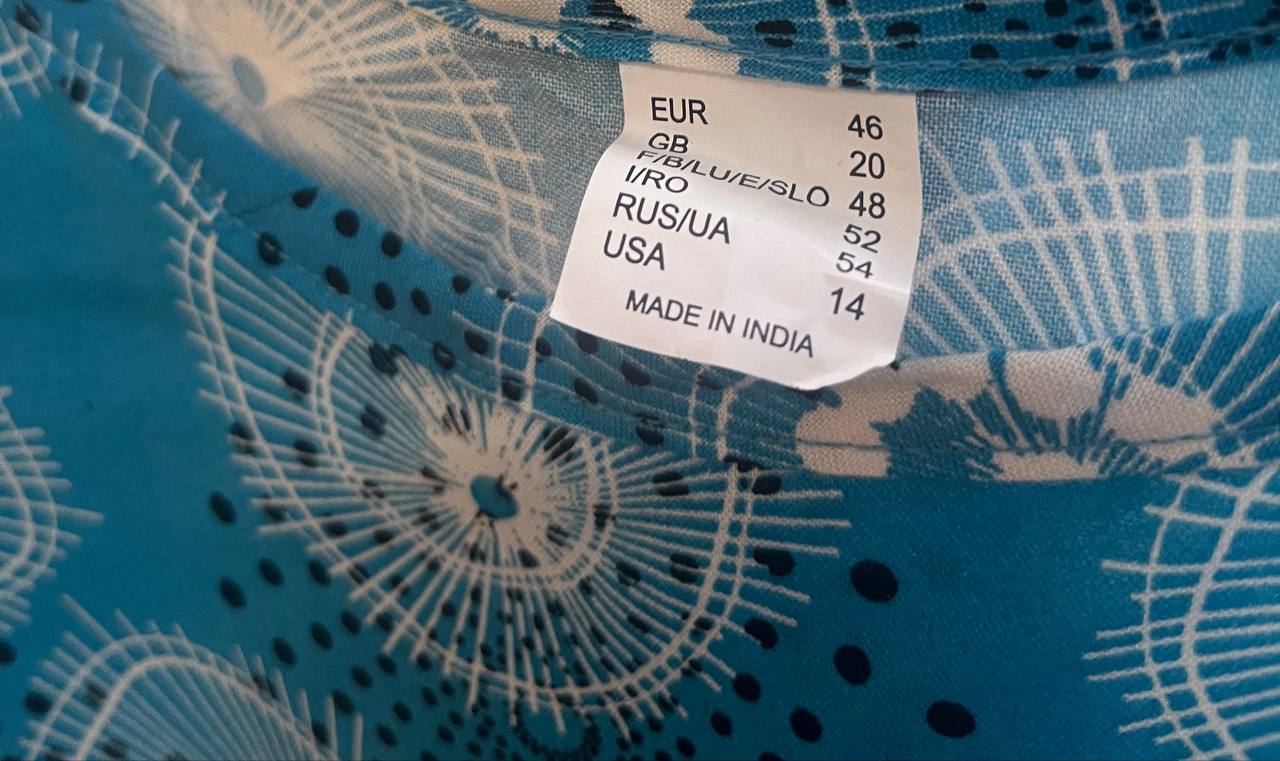 EUR 46
GB 20
F/B/LU/E/SLO 48
I/RO 52
RUS/UA 54
USA 14
MADE IN INDIA